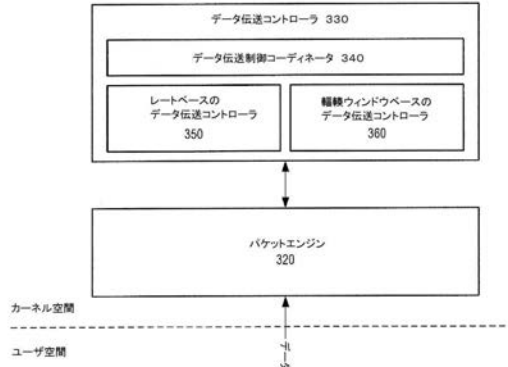 データ伝送コントローラ 330
データ伝送制御コーディネータ 340
レートベースの
データ伝送コントローラ
350
輻輳ウィンドウベースの
データ伝送コントローラ
360
パケットエンジン
320
カーネル空間
ユーザ空間
データ